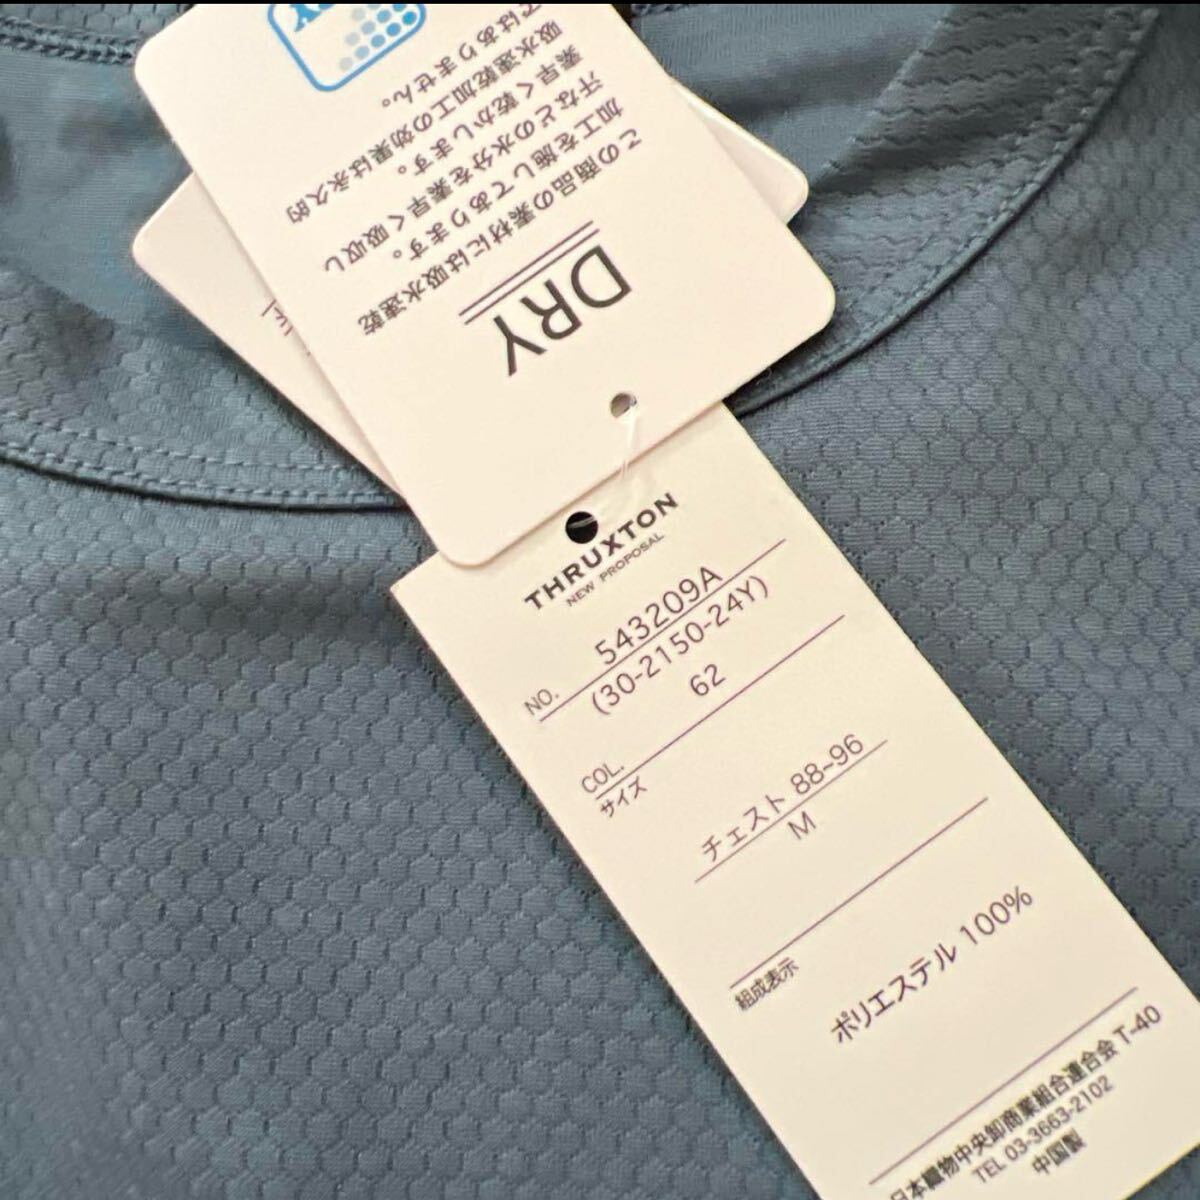 DRY
この商品の素材には吸水速乾
加工を施してあります。
汗などの水分を素早く吸収し
素早く乾かします。
吸水速乾加工の効果は永久的
ではありません。
THRUXTON
NEW PROPOSAL
NO. 543209A
(30-2150-24Y)
COL. 62
サイズ
チェスト 88-96
M
組成表示
ポリエステル 100%
日本織物中央卸商業組合連合会 T-40
TEL 03-3663-2102
中国製